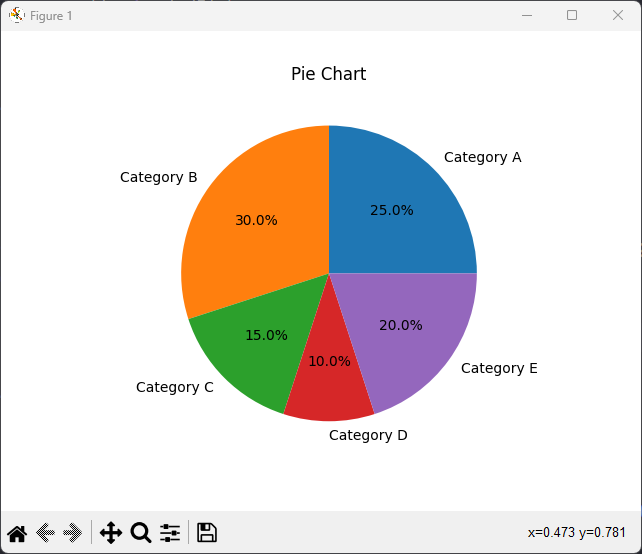 Figure 1
Pie Chart
Category A
Category B
25.0%
30.0%
20.0%
15.0%
10.0%
Category E
Category C
Category D
x=0.473 y=0.781